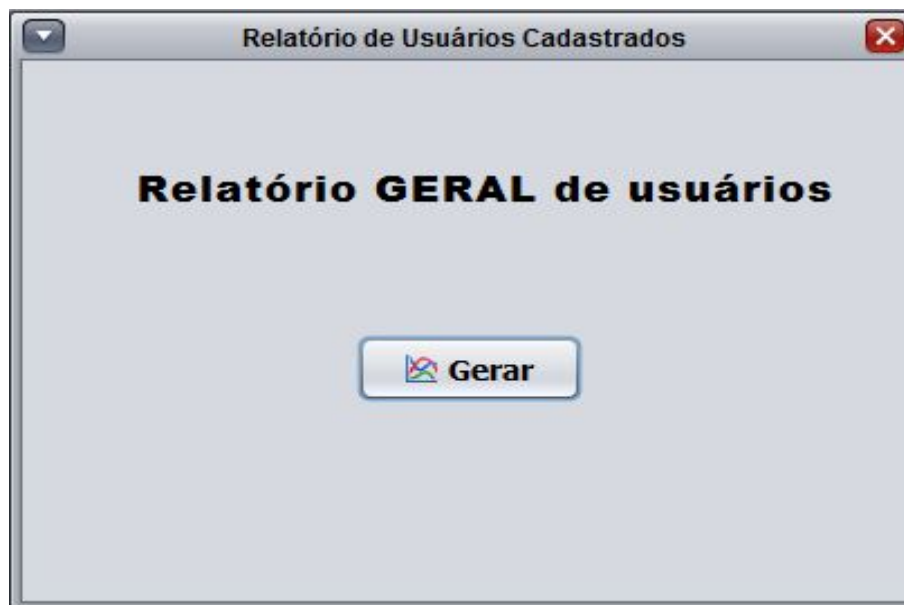 Relatório de Usuários Cadastrados
Relatório GERAL de usuários
Gerar